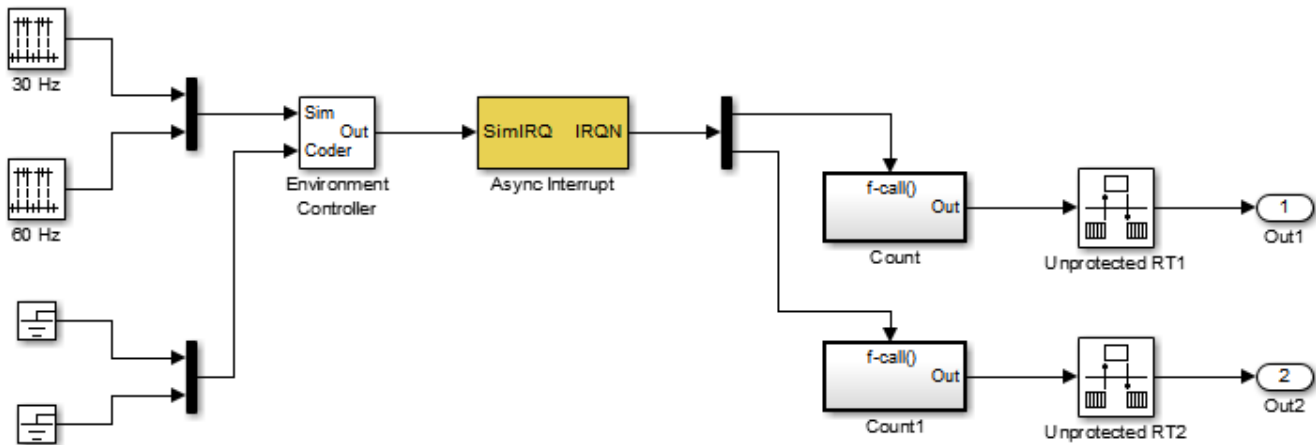 30 Hz
60 Hz
Sim
Out
Coder
Environment
Controller
SimIRQ IRQN
Async Interrupt
f-call()
Out
Count
Unprotected RT1
1
Out1
f-call()
Out
Count1
Unprotected RT2
2
Out2